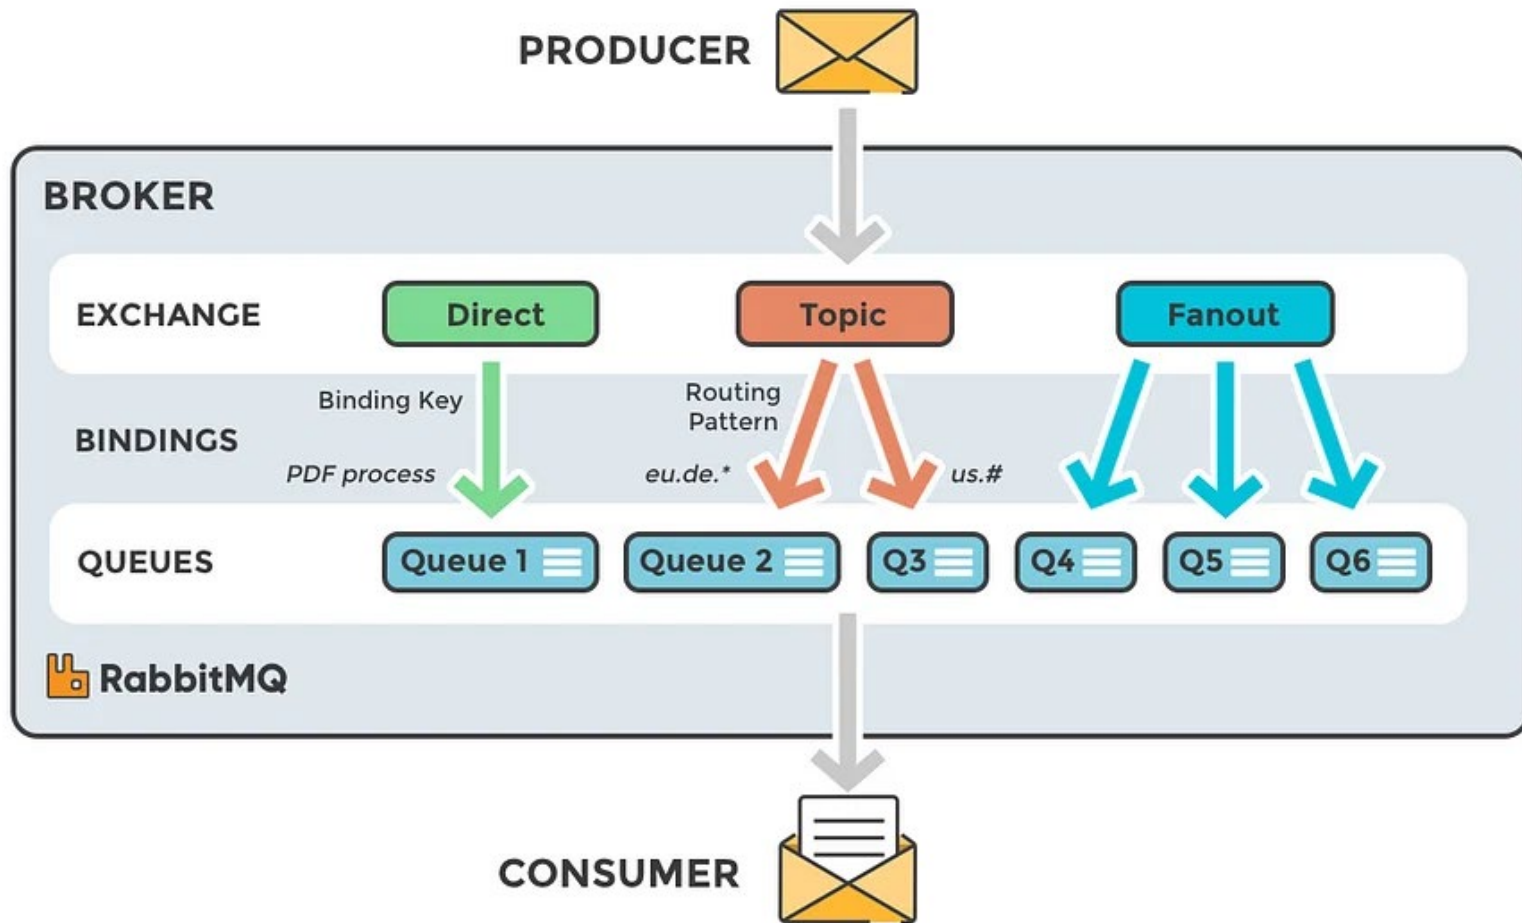 PRODUCER
BROKER
EXCHANGE
Direct
Topic
Fanout
Binding Key
Routing
Pattern
BINDINGS
PDF process
eu.de.*
us.#
QUEUES
Queue 1
Queue 2
Q3
Q4
Q5
Q6
RabbitMQ
CONSUMER